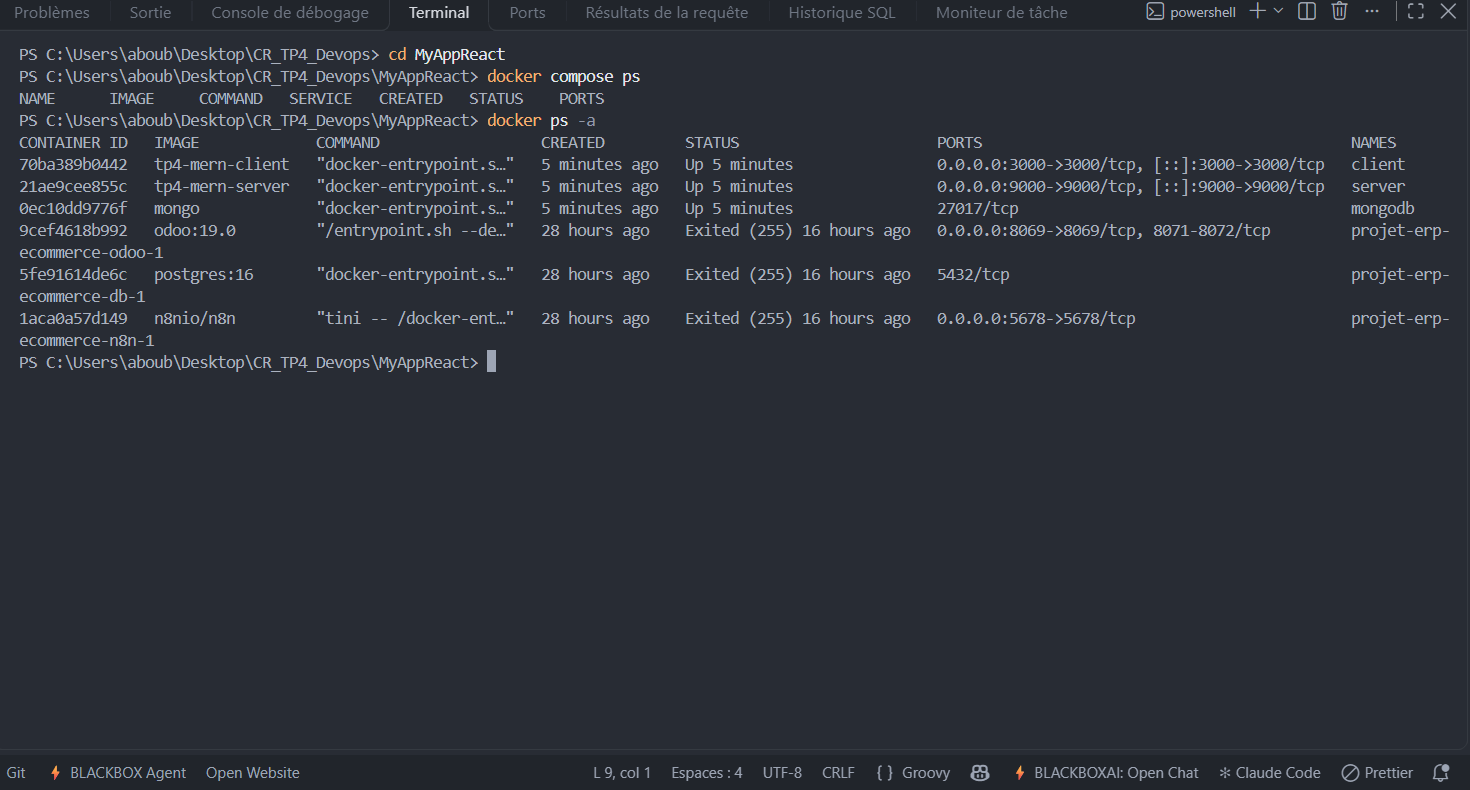 Problèmes Sortie Console de débogage Terminal Ports Résultats de la requête Historique SQL Moniteur de tâche powershell
PS C:\Users\aboub\Desktop\CR_TP4_Devops> cd MyAppReact
PS C:\Users\aboub\Desktop\CR_TP4_Devops\MyAppReact> docker compose ps
NAME IMAGE COMMAND SERVICE CREATED STATUS PORTS
PS C:\Users\aboub\Desktop\CR_TP4_Devops\MyAppReact> docker ps -a
CONTAINER ID IMAGE COMMAND CREATED STATUS PORTS NAMES
70ba389b0442 tp4-mern-client "docker-entrypoint.s…" 5 minutes ago Up 5 minutes 0.0.0.0:3000->3000/tcp, [::]:3000->3000/tcp client
21ae9cee855c tp4-mern-server "docker-entrypoint.s…" 5 minutes ago Up 5 minutes 0.0.0.0:9000->9000/tcp, [::]:9000->9000/tcp server
0ec10dd9776f mongo "docker-entrypoint.s…" 5 minutes ago Up 5 minutes 27017/tcp mongodb
9cef4618b992 odoo:19.0 "/entrypoint.sh --de…" 28 hours ago Exited (255) 16 hours ago 0.0.0.0:8069->8069/tcp, 8071-8072/tcp projet-erp-
ecommerce-odoo-1
5fe91614de6c postgres:16 "docker-entrypoint.s…" 28 hours ago Exited (255) 16 hours ago 5432/tcp projet-erp-
ecommerce-db-1
1aca0a57d149 n8nio/n8n "tini -- /docker-ent…" 28 hours ago Exited (255) 16 hours ago 0.0.0.0:5678->5678/tcp projet-erp-
ecommerce-n8n-1
PS C:\Users\aboub\Desktop\CR_TP4_Devops\MyAppReact>
Git BLACKBOX Agent Open Website L 9, col 1 Espaces : 4 UTF-8 CRLF { } Groovy BLACKBOXAI: Open Chat Claude Code Prettier